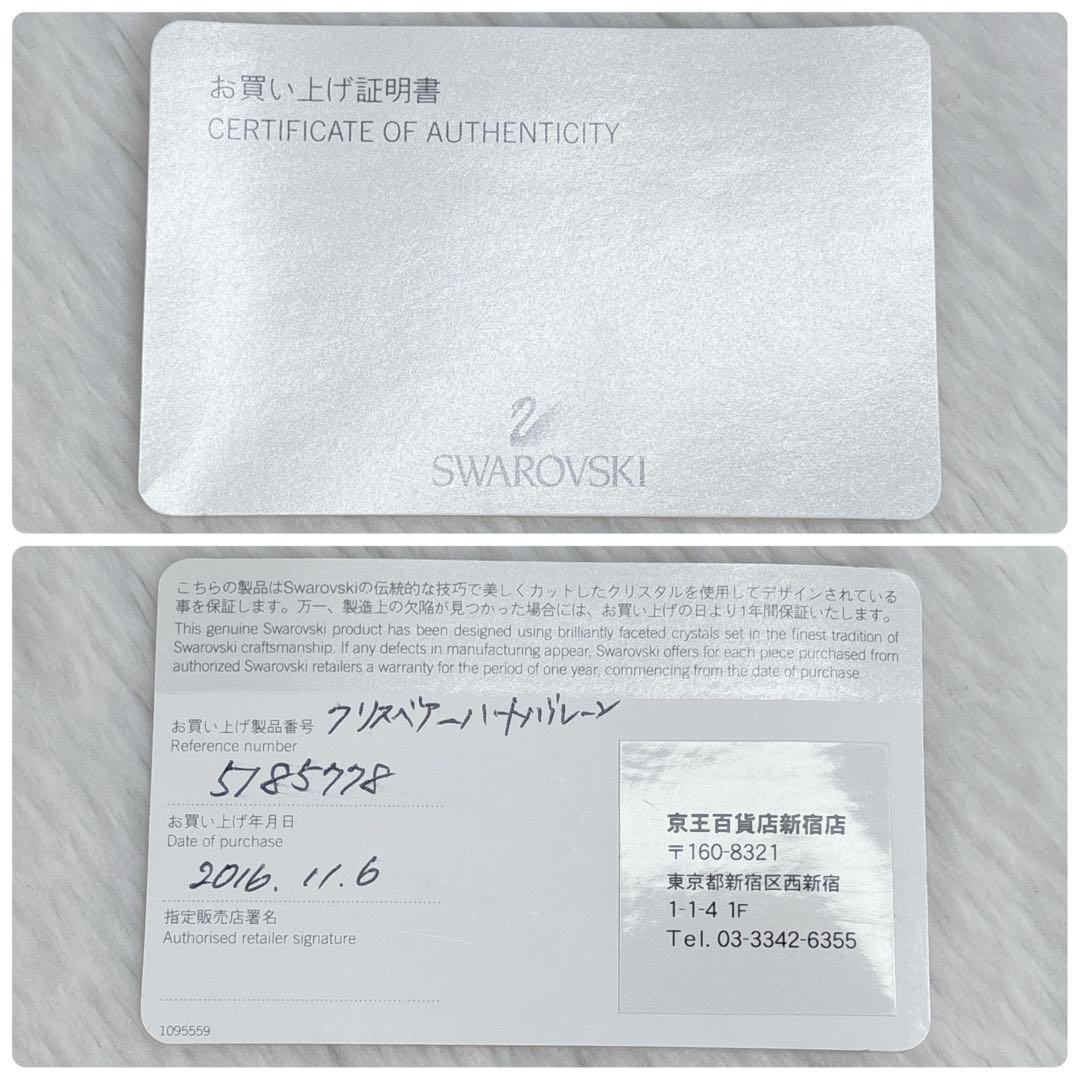 お買い上げ証明書
CERTIFICATE OF AUTHENTICITY
SWAROVSKI
こちらの製品はSwarovskiの伝統的な技巧で美しくカットしたクリスタルを使用してデザインされている
事を保証します。万一、製造上の欠陥が見つかった場合には、お買い上げの日より1年間保証いたします。
This genuine Swarovski product has been designed using brilliantly faceted crystals set in the finest tradition of
Swarovski craftsmanship. If any defects in manufacturing appear, Swarovski offers for each piece purchased from
authorized Swarovski retailers a warranty for the period of one year, commencing from the date of purchase
お買い上げ製品番号 クリスベアーハートバルーン
Reference number
5185778
お買い上げ年月日
Date of purchase
2016.11.6
指定販売店署名
Authorised retailer signature
1095559
京王百貨店新宿店
〒160-8321
東京都新宿区西新宿
1-1-4 1F
Tel. 03-3342-6355